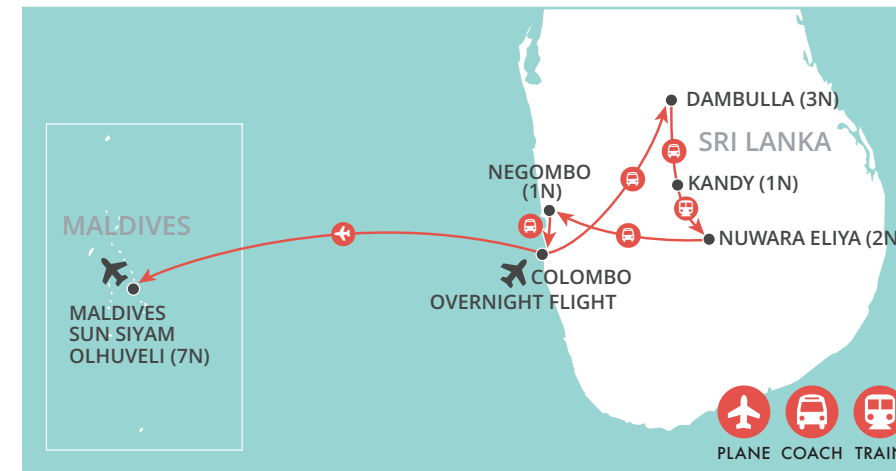 DAMBULLA (3N)
SRI LANKA
NEGOMBO
(1N)
KANDY (1N)
MALDIVES
NUWARA ELIYA (2N
COLOMBO
OVERNIGHT FLIGHT
MALDIVES
SUN SIYAM
OLHUVELI (7N)
PLANE COACH TRAIN